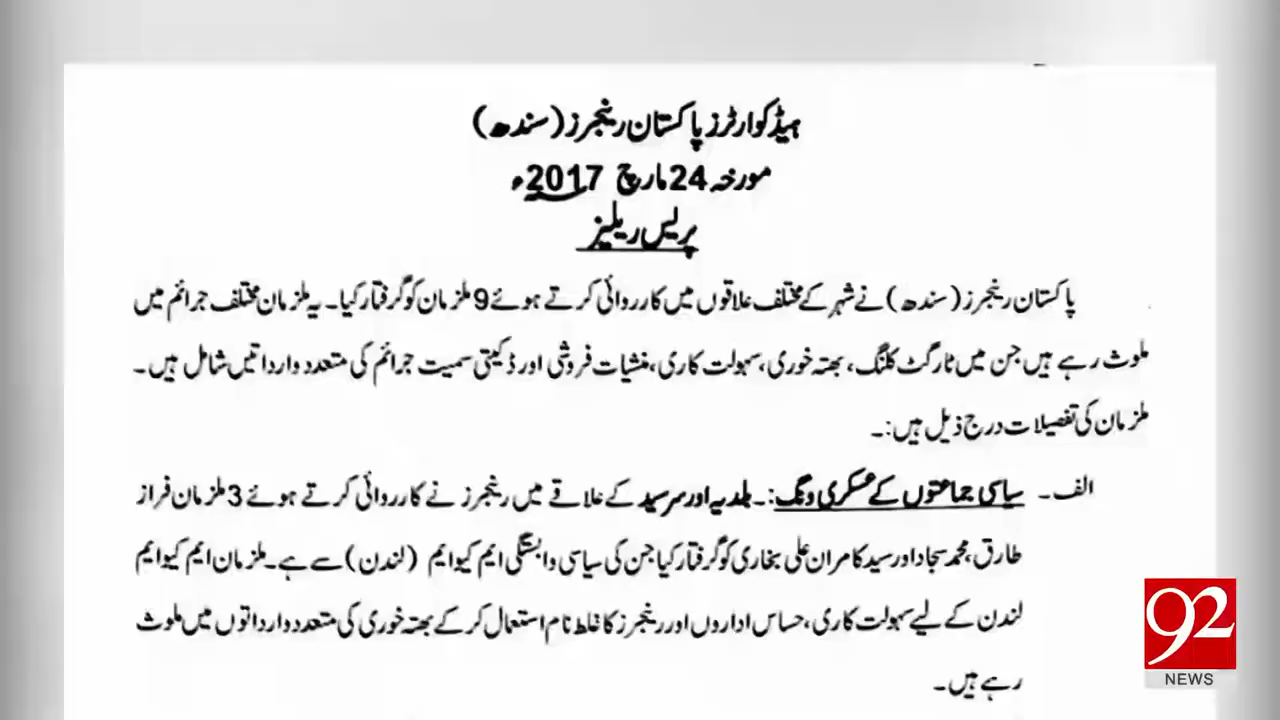 ہیڈکوارٹرز پاکستان رینجرز (سندھ)
مورخہ 24 مارچ 2017ء
پریس ریلیز
پاکستان رینجرز (سندھ) نے شہر کے مختلف علاقوں میں کارروائی کرتے ہوئے 9 ملزمان کو گرفتار کیا۔ یہ ملزمان مختلف جرائم میں
ملوث رہے ہیں جن میں ٹارگٹ کلنگ، بھتہ خوری، سہولت کاری، منشیات فروشی اور ڈکیتی سمیت جرائم کی متعدد وارداتیں شامل ہیں۔
ملزمان کی تفصیلات درج ذیل ہیں:۔
الف۔ سیاسی جماعتوں کے عسکری ونگ:۔ بلدیہ اور سرسید کے علاقے میں رینجرز نے کارروائی کرتے ہوئے 3 ملزمان فراز
طارق، محمد سجاد اور سید کامران علی بخاری کو گرفتار کیا جن کی سیاسی وابستگی ایم کیو ایم (لندن) سے ہے۔ ملزمان ایم کیو ایم
لندن کے لیے سہولت کاری، حساس اداروں اور رینجرز کا غلط نام استعمال کر کے بھتہ خوری کی متعدد وارداتوں میں ملوث
رہے ہیں۔
92
NEWS